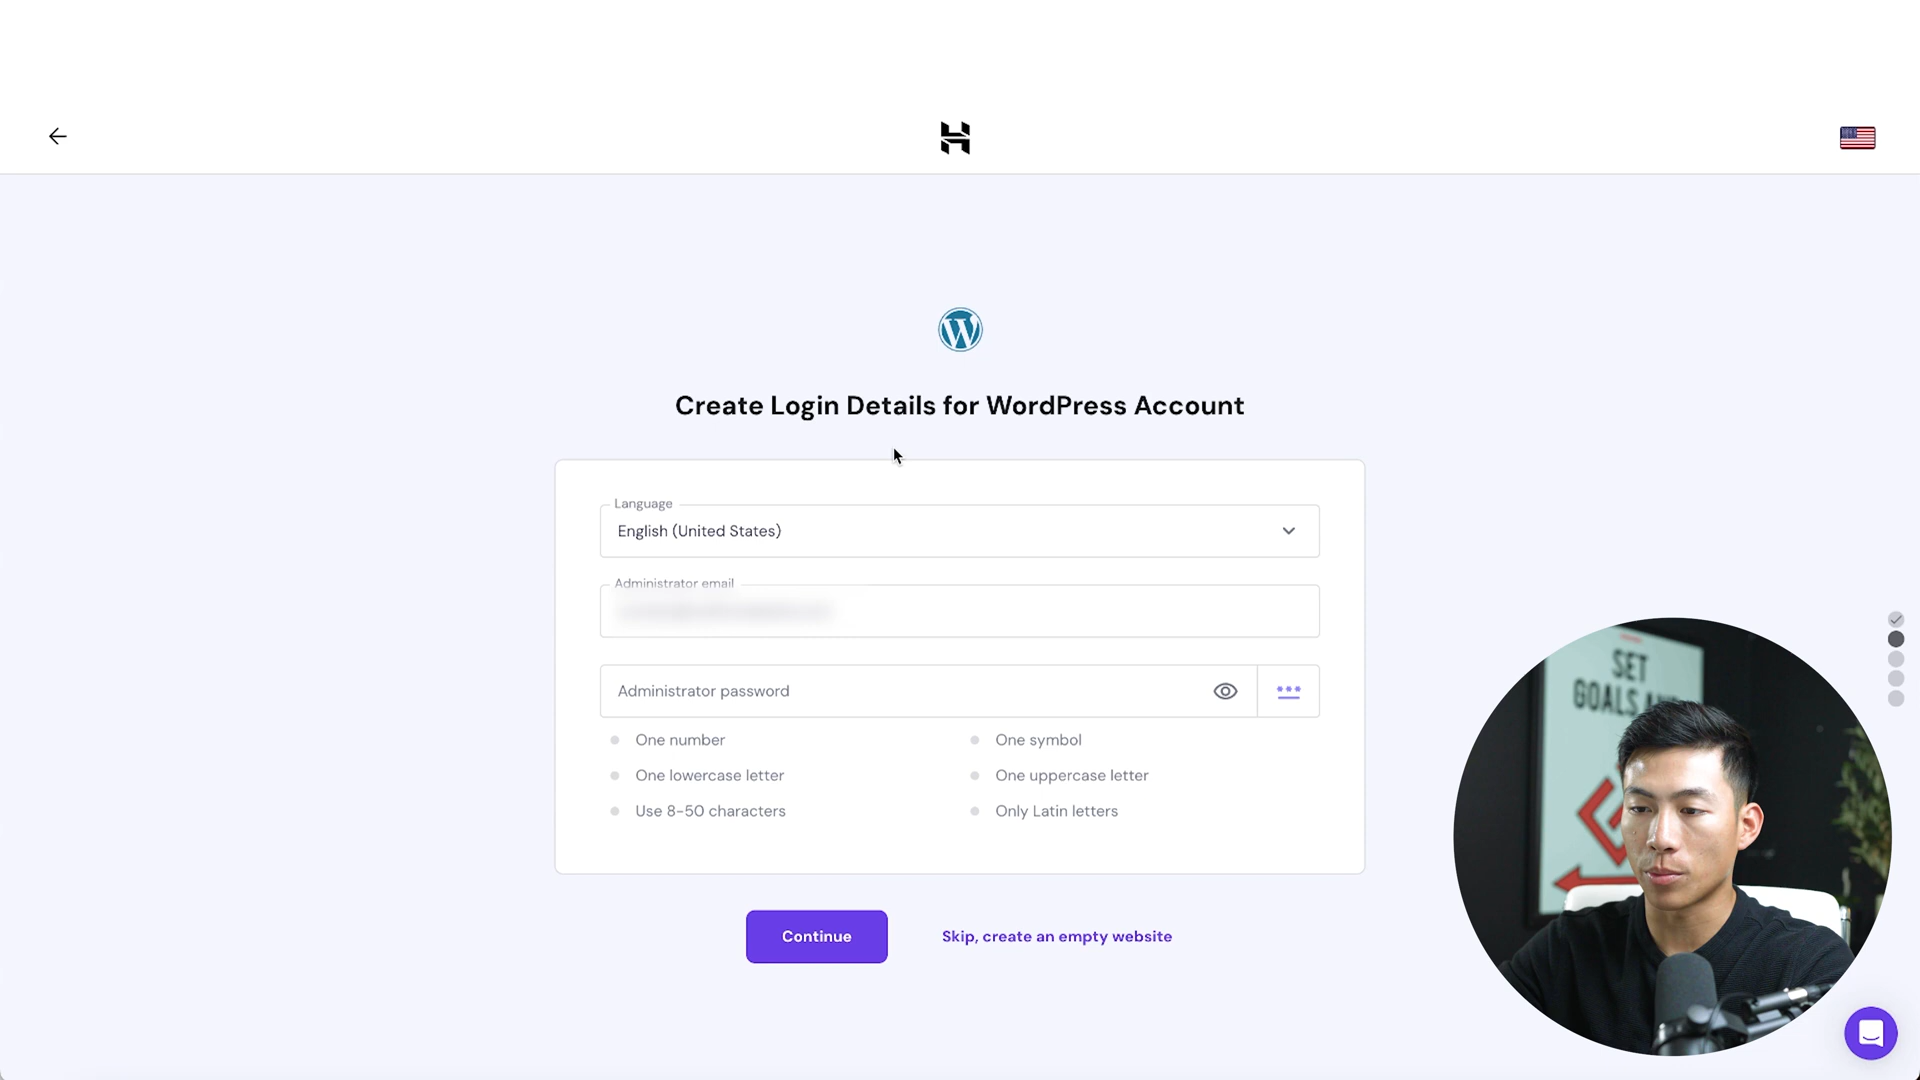 Create Login Details for WordPress Account
Language
English (United States)
Administrator email
Administrator password
One number
One symbol
One lowercase letter
One uppercase letter
Use 8-50 characters
Only Latin letters
Continue
Skip, create an empty website
SET
GOALS